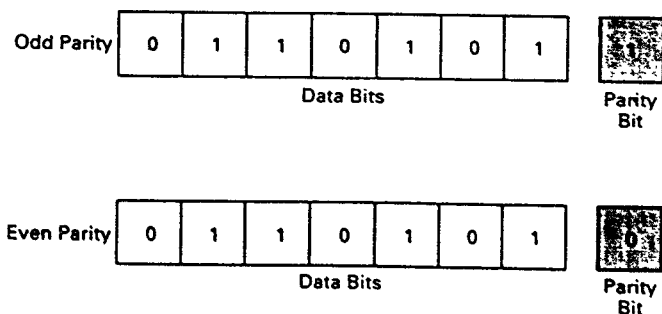 Odd Parity 0 1 1 0 1 0 1 1
Data Bits
Parity
Bit
Even Parity 0 1 1 0 1 0 1 0
Data Bits
Parity
Bit